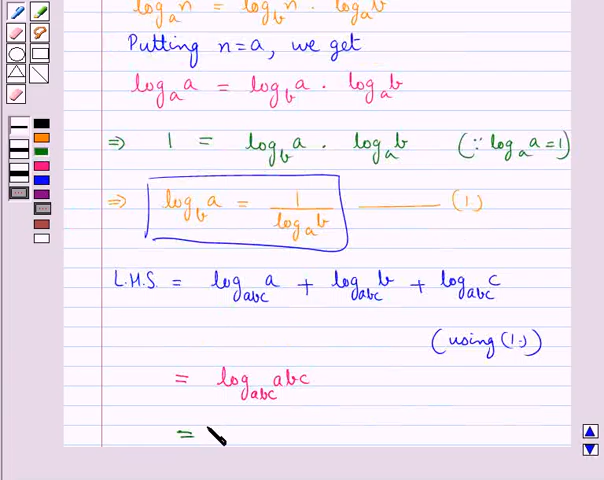 logₐn = log_b n · logₐb
Putting n=a, we get
logₐa = log_b a · logₐb
⇒ 1 = log_b a · logₐb (∵ logₐa=1)
⇒ log_b a = 1/logₐb ——— (1)
L.H.S. = log_abc a + log_abc b + log_abc c
(using (1.))
= log_abc abc
=